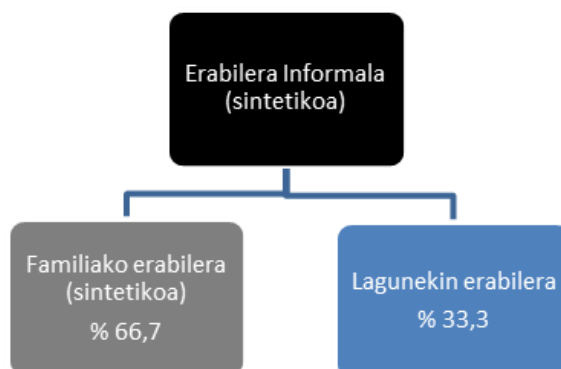 Erabilera Informala
(sintetikoa)
Familiako erabilera
(sintetikoa)
% 66,7
Lagunekin erabilera
% 33,3